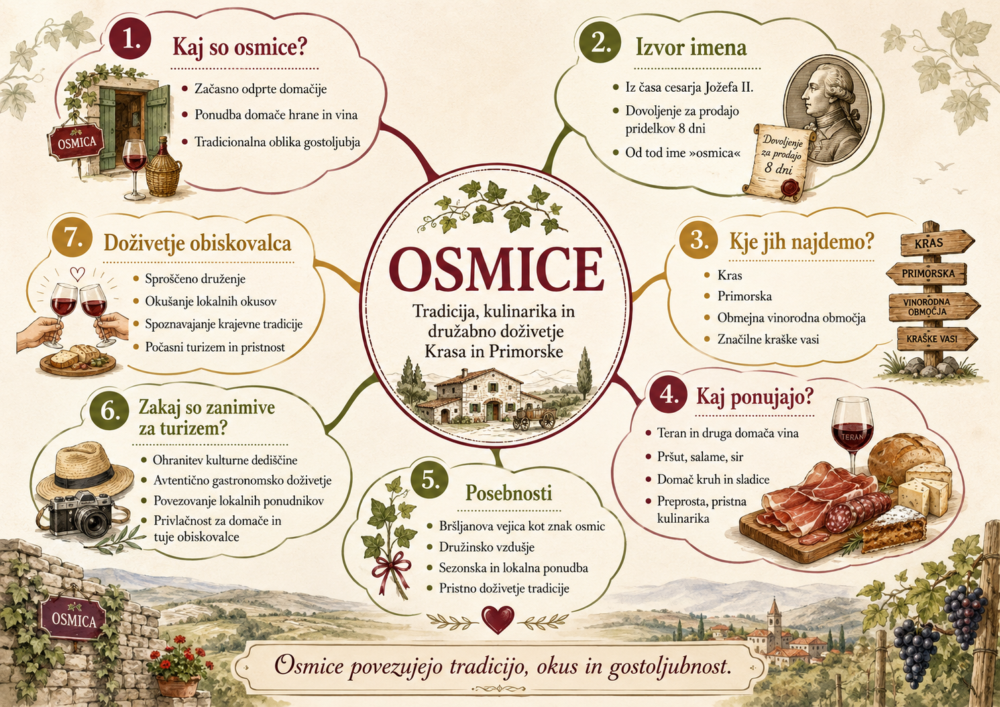 1.
Kaj so osmice?
Začasno odprte domačije
Ponudba domače hrane in vina
Tradicionalna oblika gostoljubja
OSMICA
2.
Izvor imena
Iz časa cesarja Jožefa II.
Dovoljenje za prodajo
pridelkov 8 dni
Od tod ime »osmica«
Dovoljenje
za prodajo
8 dni
OSMICE
Tradicija, kulinarika in
družabno doživetje
Krasa in Primorske
3.
Kje jih najdemo?
Kras
Primorska
Obmejna vinorodna območja
Značilne kraške vasi
KRAS
PRIMORSKA
VINORODNA
OBMOČJA
KRAŠKE VASI
4.
Kaj ponujajo?
Teran in druga domača vina
Pršut, salame, sir
Domač kruh in sladice
Preprosta, pristna
kulinarika
TERAN
5.
Posebnosti
Bršljanova vejica kot znak osmic
Družinsko vzdušje
Sezonska in lokalna ponudba
Pristno doživetje tradicije
6.
Zakaj so zanimive
za turizem?
Ohranitev kulturne dediščine
Avtentično gastronomsko doživetje
Povezovanje lokalnih ponudnikov
Privlačnost za domače in
tuje obiskovalce
7.
Doživetje obiskovalca
Sproščeno druženje
Okušanje lokalnih okusov
Spoznavajanje krajevne tradicije
Počasni turizem in pristnost
OSMICA
Osmice povezujejo tradicijo, okus in gostoljubnost.